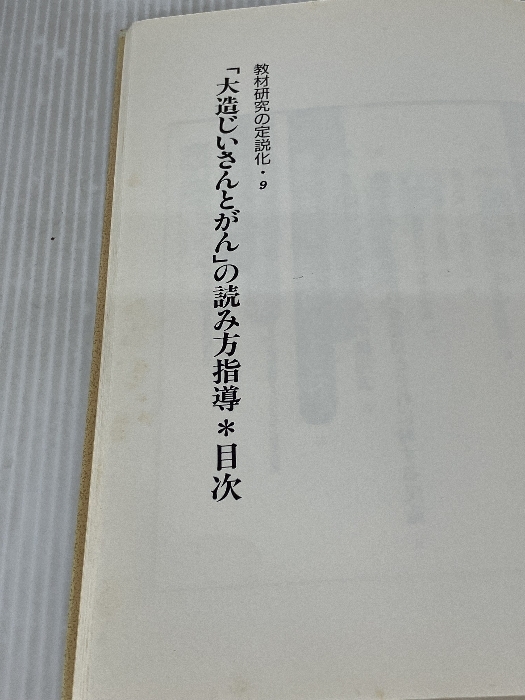 教材研究の定説化・9
「大造じいさんとがん」の読み方指導＊目次